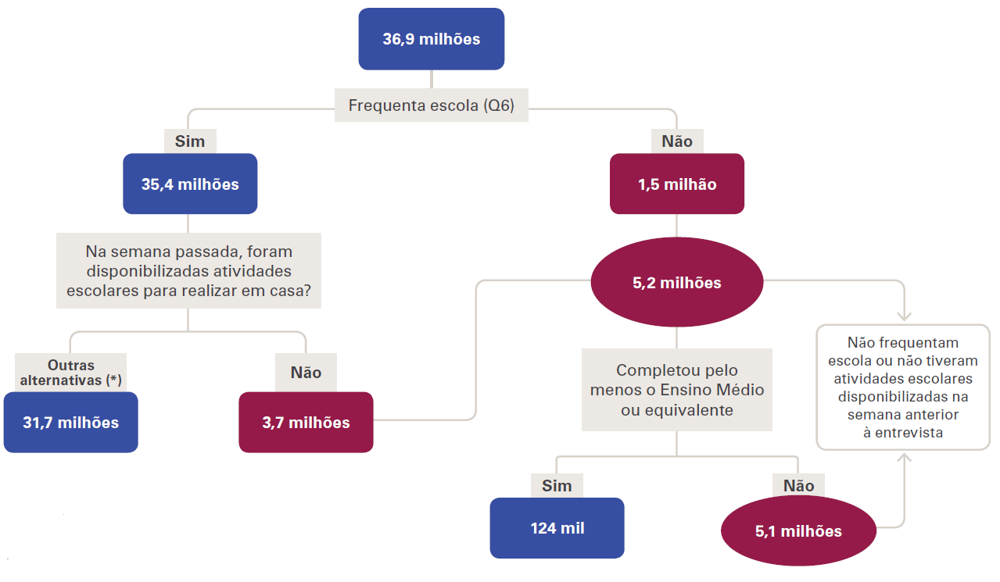 36,9 milhões
Frequenta escola (Q6)
Sim
35,4 milhões
Não
1,5 milhão
Na semana passada, foram
disponibilizadas atividades
escolares para realizar em casa?
5,2 milhões
Outras
alternativas (*)
31,7 milhões
Não
3,7 milhões
Completou pelo
menos o Ensino Médio
ou equivalente
Não frequentam
escola ou não tiveram
atividades escolares
disponibilizadas na
semana anterior
à entrevista
Sim
124 mil
Não
5,1 milhões